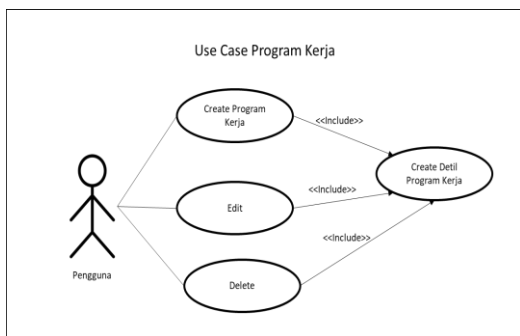 Use Case Program Kerja
Create Program
Kerja
<<Include>>
Create Detil
Program Kerja
<<Include>>
Edit
<<Include>>
Pengguna
Delete